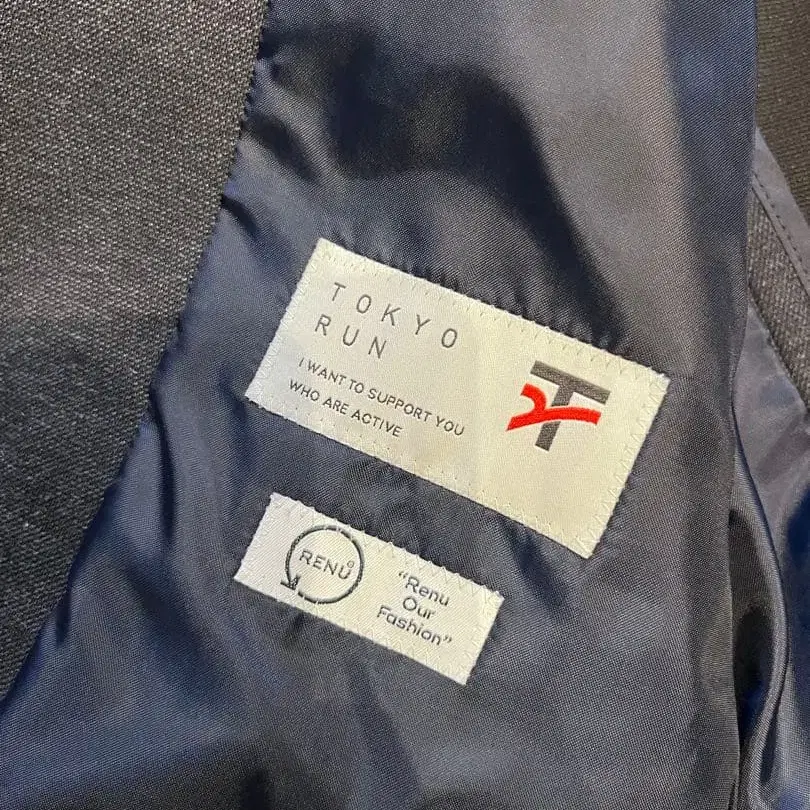 TOKYO
RUN
I WANT TO SUPPORT YOU
WHO ARE ACTIVE
T
RENU
“Renu
Our
Fashion”